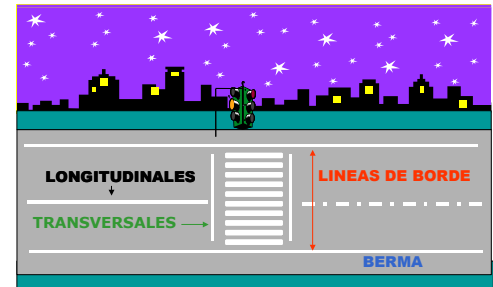 LONGITUDINALES
LINEAS DE BORDE
TRANSVERSALES
BERMA